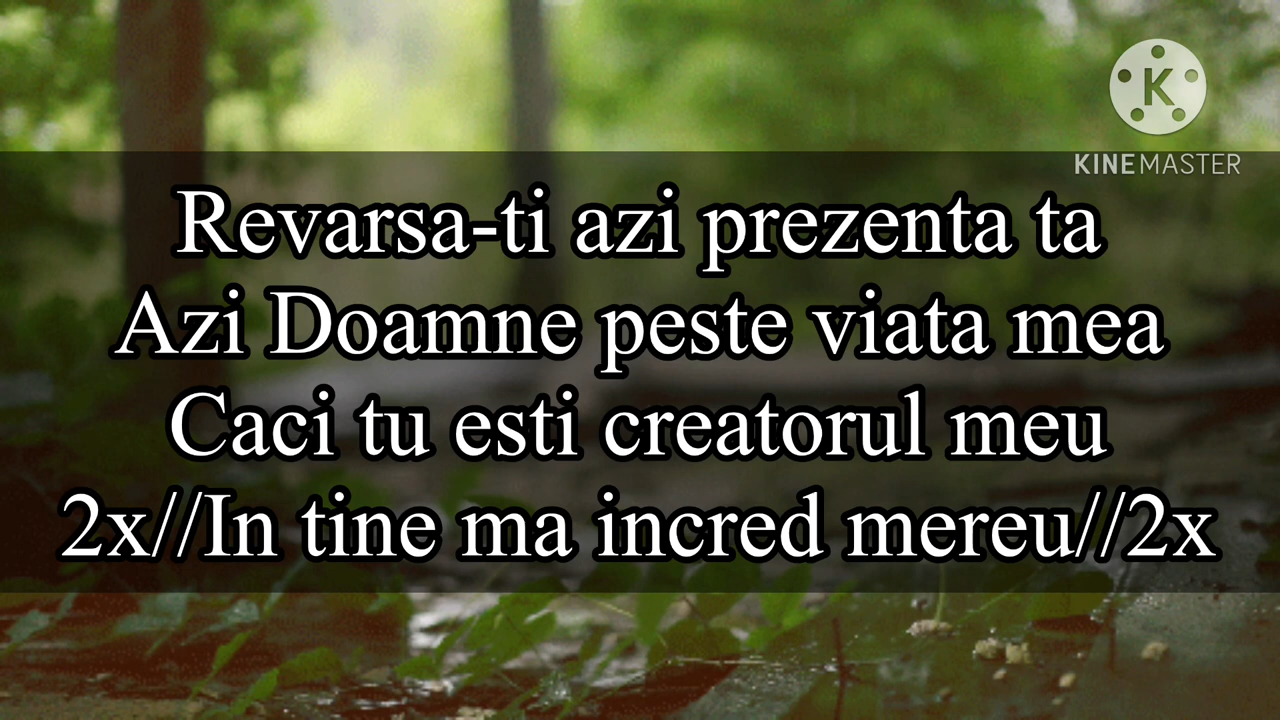 K
KINEMASTER
Revarsa-ti azi prezenta ta
Azi Doamne peste viata mea
Caci tu esti creatorul meu
2x//In tine ma incred mereu//2x